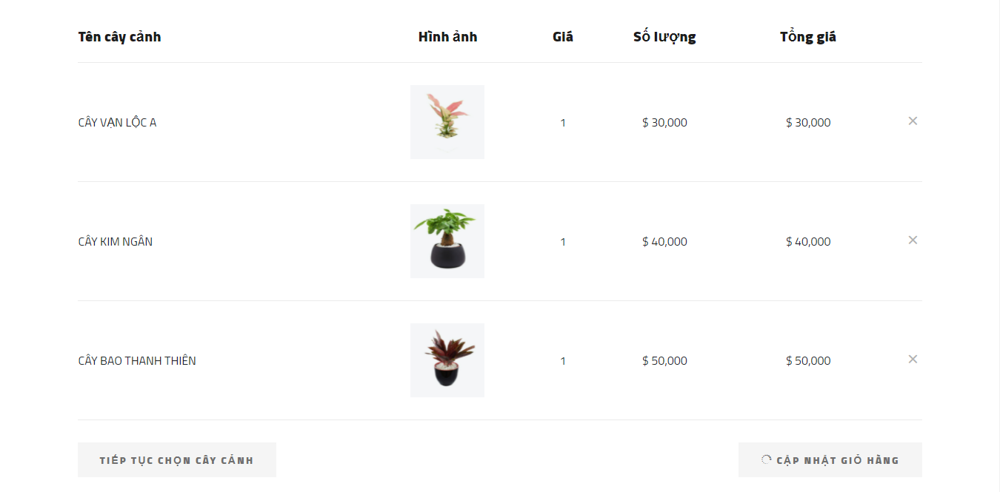 Tên cây cảnh Hình ảnh Giá Số lượng Tổng giá
CÂY VẠN LỘC A 1 $ 30,000 $ 30,000 ×
CÂY KIM NGÂN 1 $ 40,000 $ 40,000 ×
CÂY BAO THANH THIÊN 1 $ 50,000 $ 50,000 ×
TIẾP TỤC CHỌN CÂY CẢNH CẬP NHẬT GIỎ HÀNG